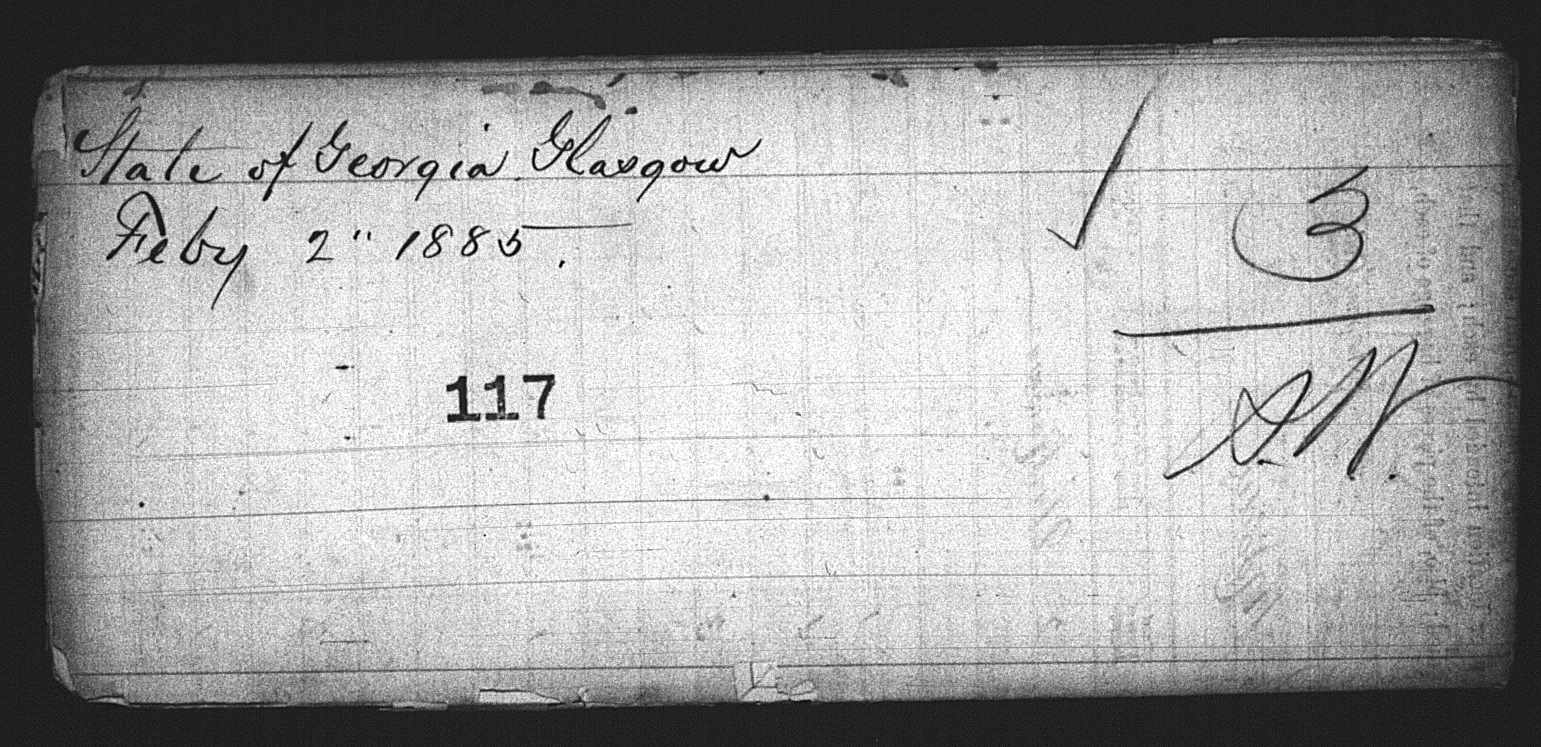 State of Georgia Glasgow
Feby 2" 1885.
117
3